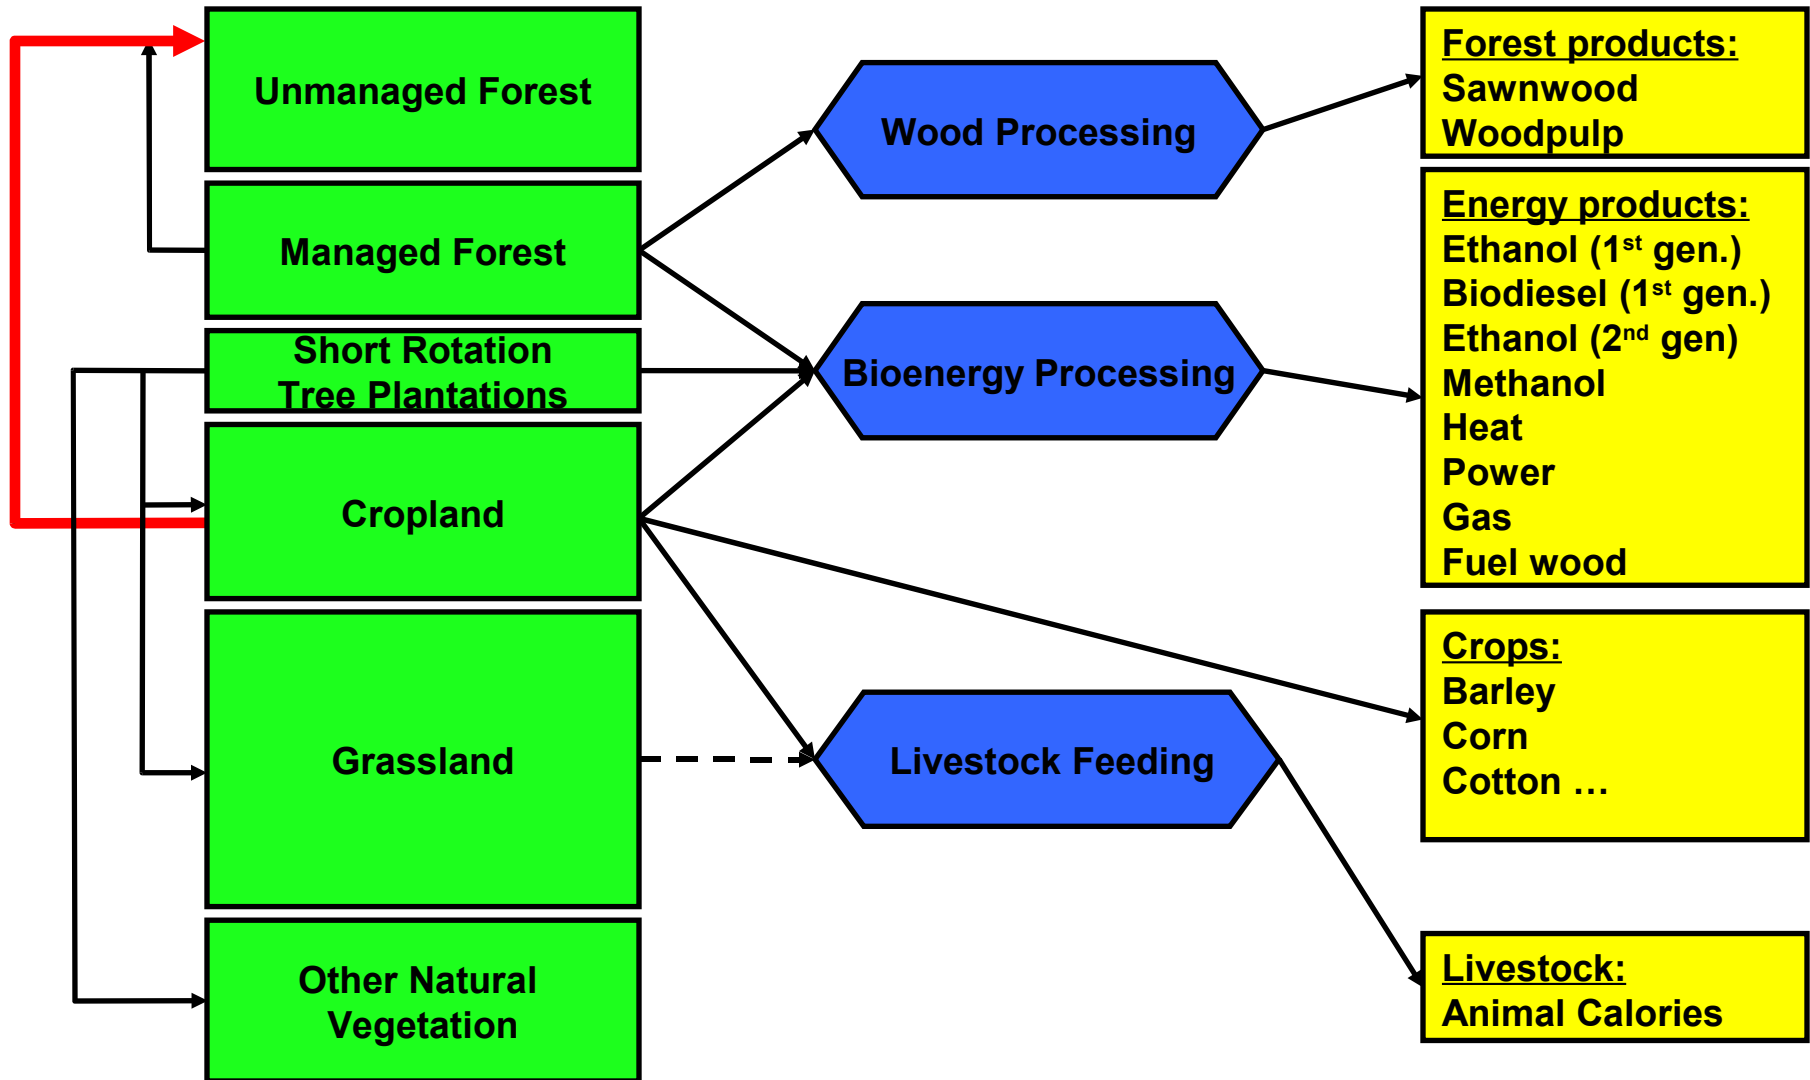 Unmanaged Forest
Managed Forest
Short Rotation
Tree Plantations
Cropland
Grassland
Other Natural
Vegetation
Wood Processing
Bioenergy Processing
Livestock Feeding
Forest products:
Sawnwood
Woodpulp
Energy products:
Ethanol (1st gen.)
Biodiesel (1st gen.)
Ethanol (2nd gen)
Methanol
Heat
Power
Gas
Fuel wood
Crops:
Barley
Corn
Cotton …
Livestock:
Animal Calories